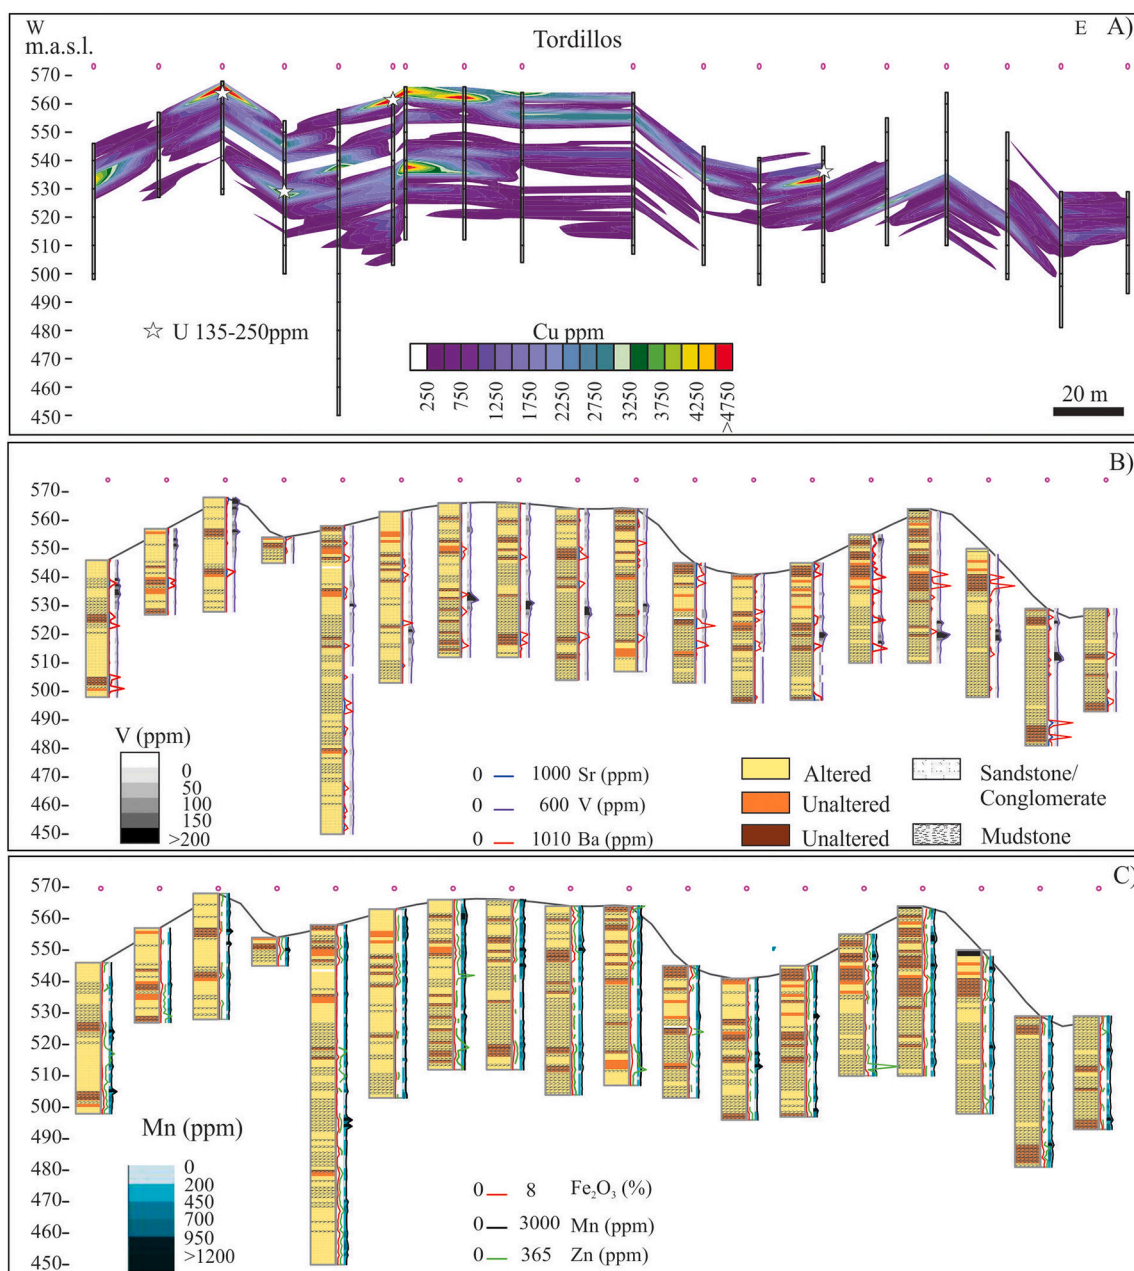 W
E
A)
m.a.s.l.
Tordillos
570
560
550
540
530
520
510
500
490
480
470
460
450
☆ U 135-250ppm
Cu ppm
250
750
1250
1750
2250
2750
3250
3750
4250
>4750
20 m
B)
570
560
550
540
530
520
510
500
490
480
470
460
450
V (ppm)
0
50
100
150
>200
0 1000 Sr (ppm)
0 600 V (ppm)
0 1010 Ba (ppm)
Altered
Unaltered
Unaltered
Sandstone/
Conglomerate
Mudstone
C)
570
560
550
540
530
520
510
500
490
480
470
460
450
Mn (ppm)
0
200
450
700
950
>1200
0 8 Fe₂O₃ (%)
0 3000 Mn (ppm)
0 365 Zn (ppm)